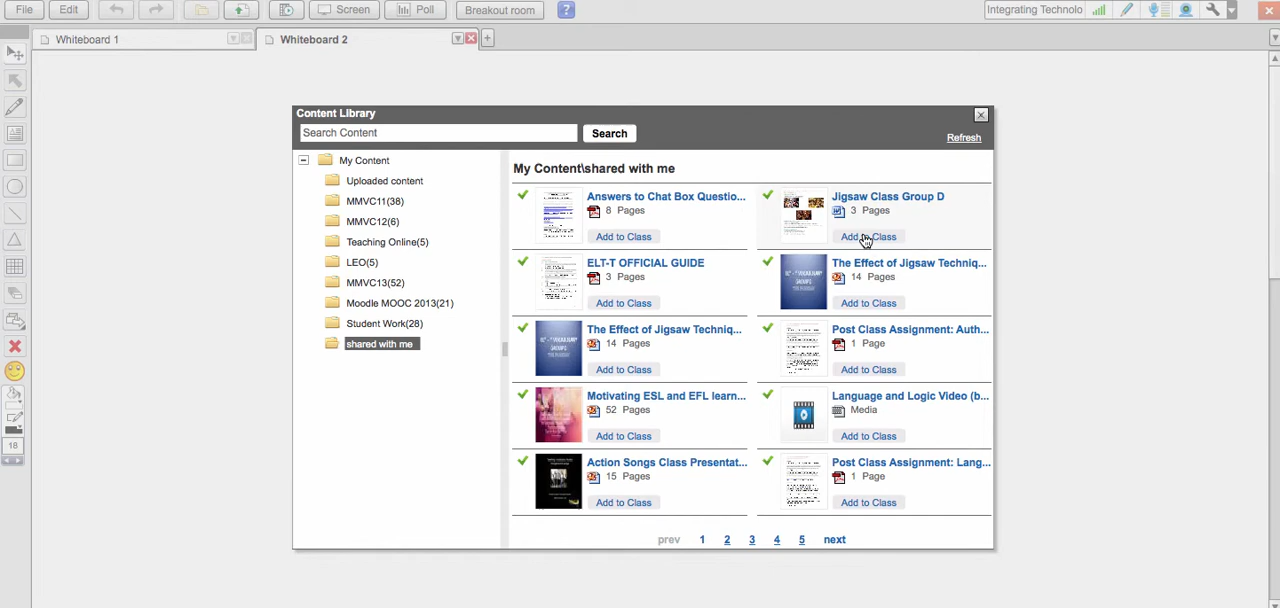 File Edit Screen Poll Breakout room ? Integrating Technolo
Whiteboard 1 Whiteboard 2 +
Content Library
Search Content Search
Refresh
My Content
Uploaded content
MMVC11(38)
MMVC12(6)
Teaching Online(5)
LEO(5)
MMVC13(52)
Moodle MOOC 2013(21)
Student Work(28)
shared with me
My Content\shared with me
Answers to Chat Box Questio...
8 Pages
Add to Class
Jigsaw Class Group D
3 Pages
Add to Class
ELT-T OFFICIAL GUIDE
3 Pages
Add to Class
The Effect of Jigsaw Techniq...
14 Pages
Add to Class
The Effect of Jigsaw Techniq...
14 Pages
Add to Class
Post Class Assignment: Auth...
1 Page
Add to Class
Motivating ESL and EFL learn...
52 Pages
Add to Class
Language and Logic Video (b...
Media
Add to Class
Action Songs Class Presentat...
15 Pages
Add to Class
Post Class Assignment: Lang...
1 Page
Add to Class
prev 1 2 3 4 5 next
18